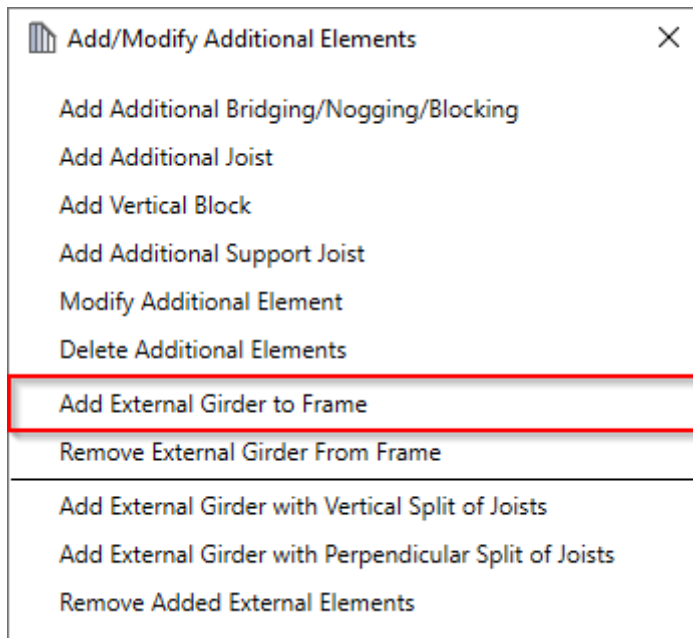 Add/Modify Additional Elements
Add Additional Bridging/Nogging/Blocking
Add Additional Joist
Add Vertical Block
Add Additional Support Joist
Modify Additional Element
Delete Additional Elements
Add External Girder to Frame
Remove External Girder From Frame
Add External Girder with Vertical Split of Joists
Add External Girder with Perpendicular Split of Joists
Remove Added External Elements